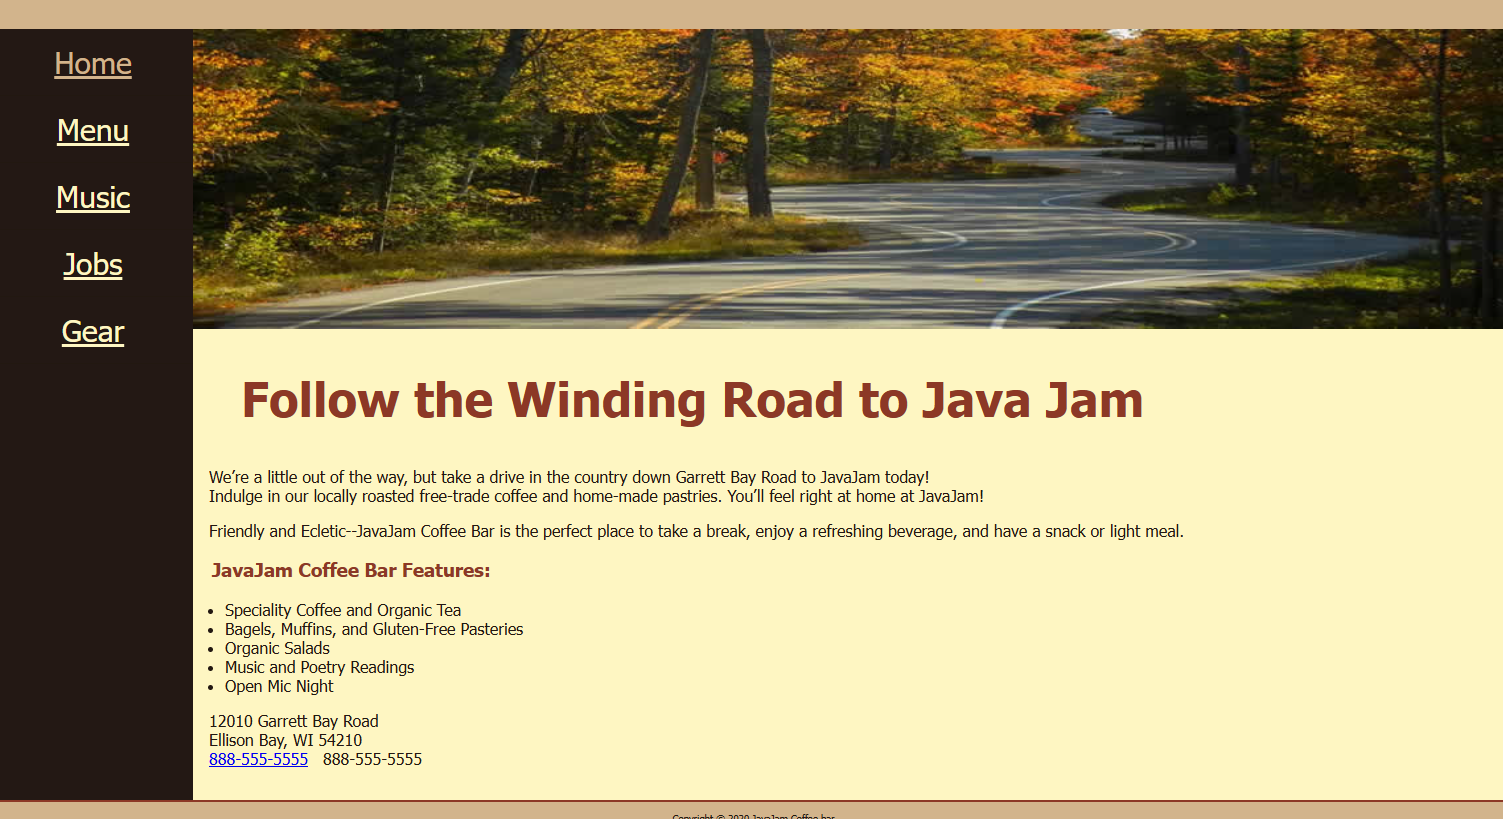 Home
Menu
Music
Jobs
Gear
Follow the Winding Road to Java Jam
We’re a little out of the way, but take a drive in the country down Garrett Bay Road to JavaJam today!
Indulge in our locally roasted free-trade coffee and home-made pastries. You’ll feel right at home at JavaJam!
Friendly and Ecletic--JavaJam Coffee Bar is the perfect place to take a break, enjoy a refreshing beverage, and have a snack or light meal.
JavaJam Coffee Bar Features:
• Speciality Coffee and Organic Tea
• Bagels, Muffins, and Gluten-Free Pasteries
• Organic Salads
• Music and Poetry Readings
• Open Mic Night
12010 Garrett Bay Road
Ellison Bay, WI 54210
888-555-5555 888-555-5555
Copyright © 2020 JavaJam Coffee bar